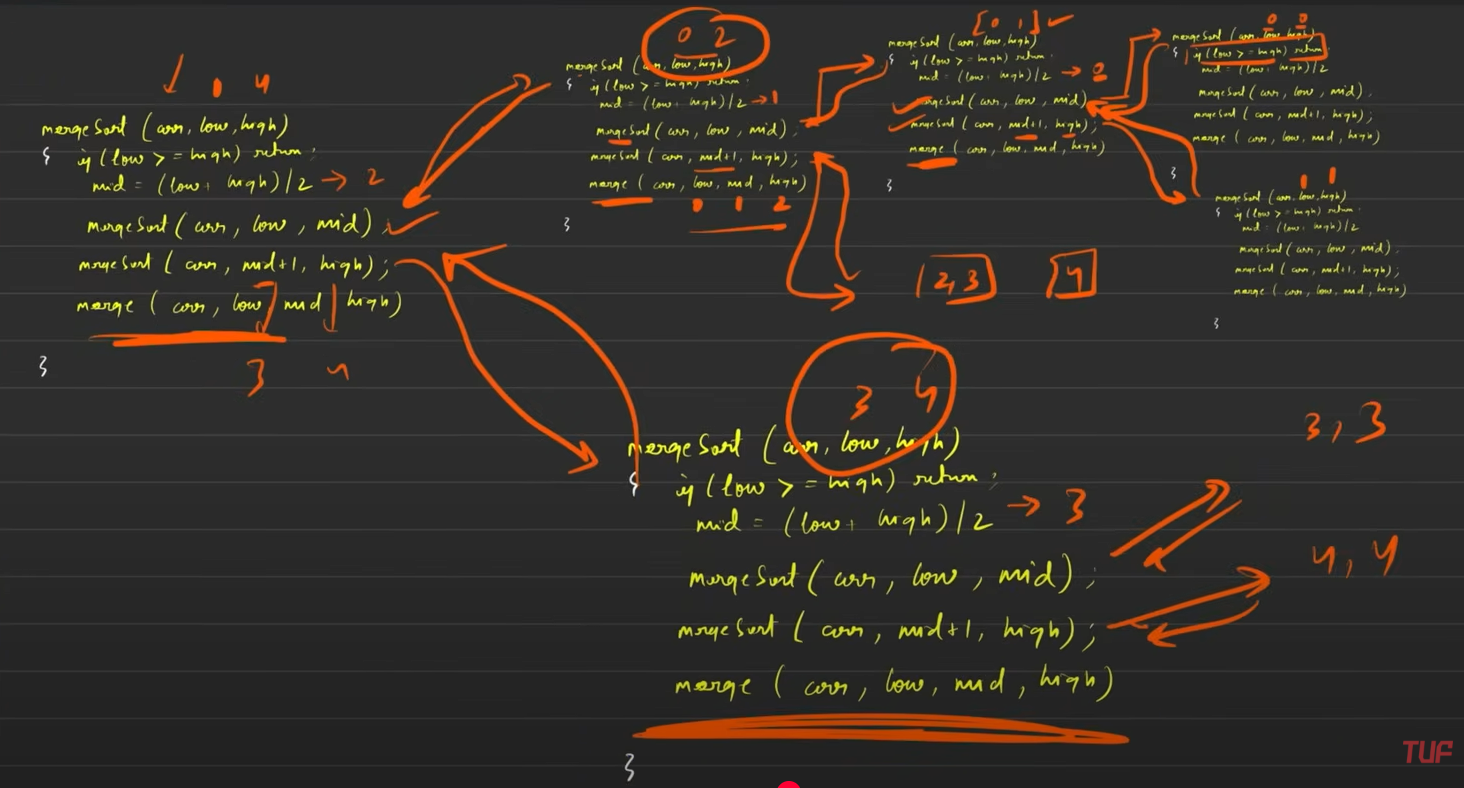 0 4
mergeSort (arr, low, high)
{
if (low >= high) return;
mid = (low + high)/2 → 2
mergeSort (arr, low, mid);
mergeSort (arr, mid+1, high);
merge (arr, low, mid, high)
3 4
}
0 2
mergeSort (arr, low, high)
{
if (low >= high) return
mid = (low + high)/2 → 1
mergeSort (arr, low, mid);
mergeSort (arr, mid+1, high);
merge (arr, low, mid, high)
0 1 2
}
[0 1]
mergeSort (arr, low, high)
{
if (low >= high) return
mid = (low + high)/2 → 0
mergeSort (arr, low, mid)
mergeSort (arr, mid+1, high);
merge (arr, low, mid, high)
}
0 0
mergeSort (arr, low, high)
{
if (low >= high) return
mid = (low + high)/2
mergeSort (arr, low, mid)
mergeSort (arr, mid+1, high);
merge (arr, low, mid, high)
}
1 1
mergeSort (arr, low, high)
{
if (low >= high) return
mid = (low + high)/2
mergeSort (arr, low, mid)
mergeSort (arr, mid+1, high);
merge (arr, low, mid, high)
}
2,3 4
3 4
mergeSort (arr, low, high)
{
if (low >= high) return;
mid = (low + high)/2 → 3
mergeSort (arr, low, mid);
mergeSort (arr, mid+1, high);
merge (arr, low, mid, high)
}
3, 3
4, 4
TUF